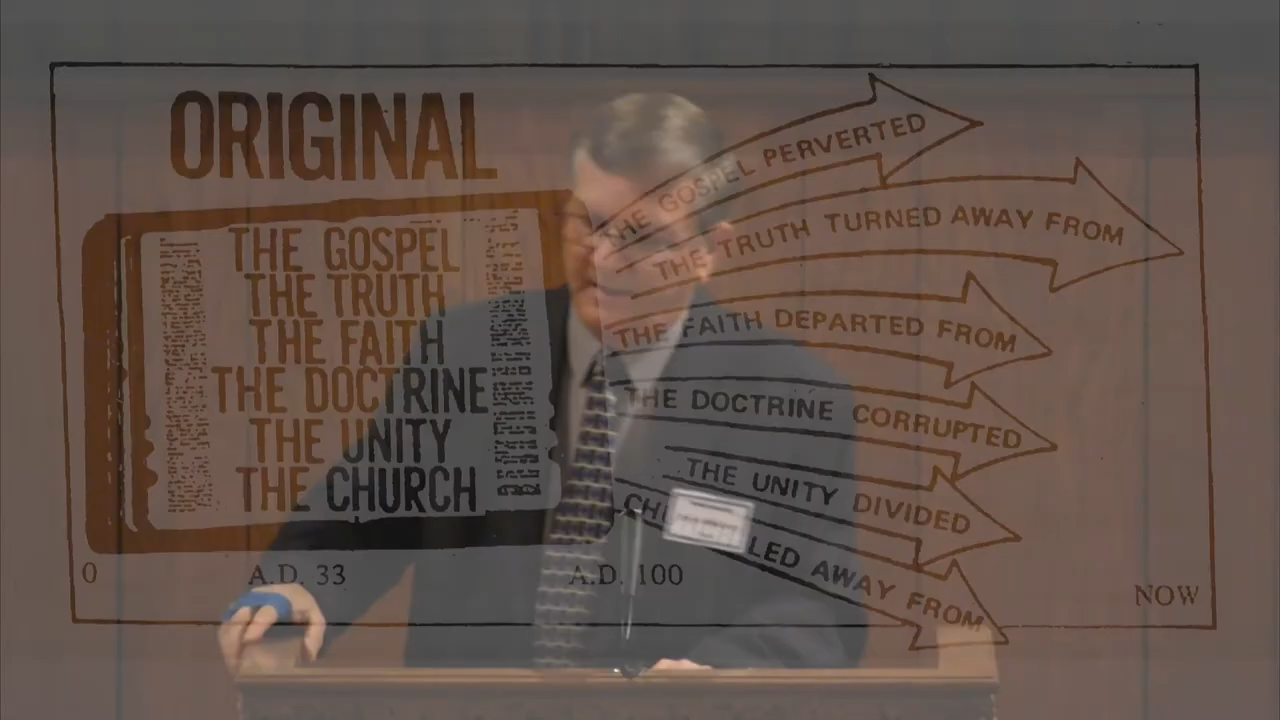 ORIGINAL
THE GOSPEL
THE TRUTH
THE FAITH
THE DOCTRINE
THE UNITY
THE CHURCH
THE GOSPEL PERVERTED
THE TRUTH TURNED AWAY FROM
THE FAITH DEPARTED FROM
THE DOCTRINE CORRUPTED
THE UNITY DIVIDED
AWAY FROM
0
A.D. 33
A.D. 100
NOW